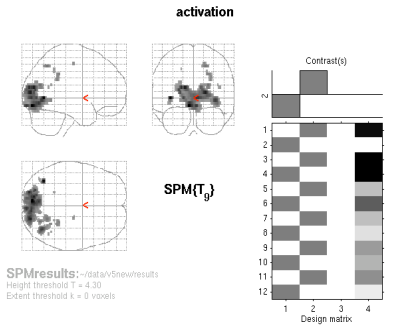 activation
Contrast(s)
2
SPM{T9}
SPMresults: ~/data/v5new/results
Height threshold T = 4.30
Extent threshold k = 0 voxels
1
2
3
4
5
6
7
8
9
10
11
12
1 2 3 4
Design matrix